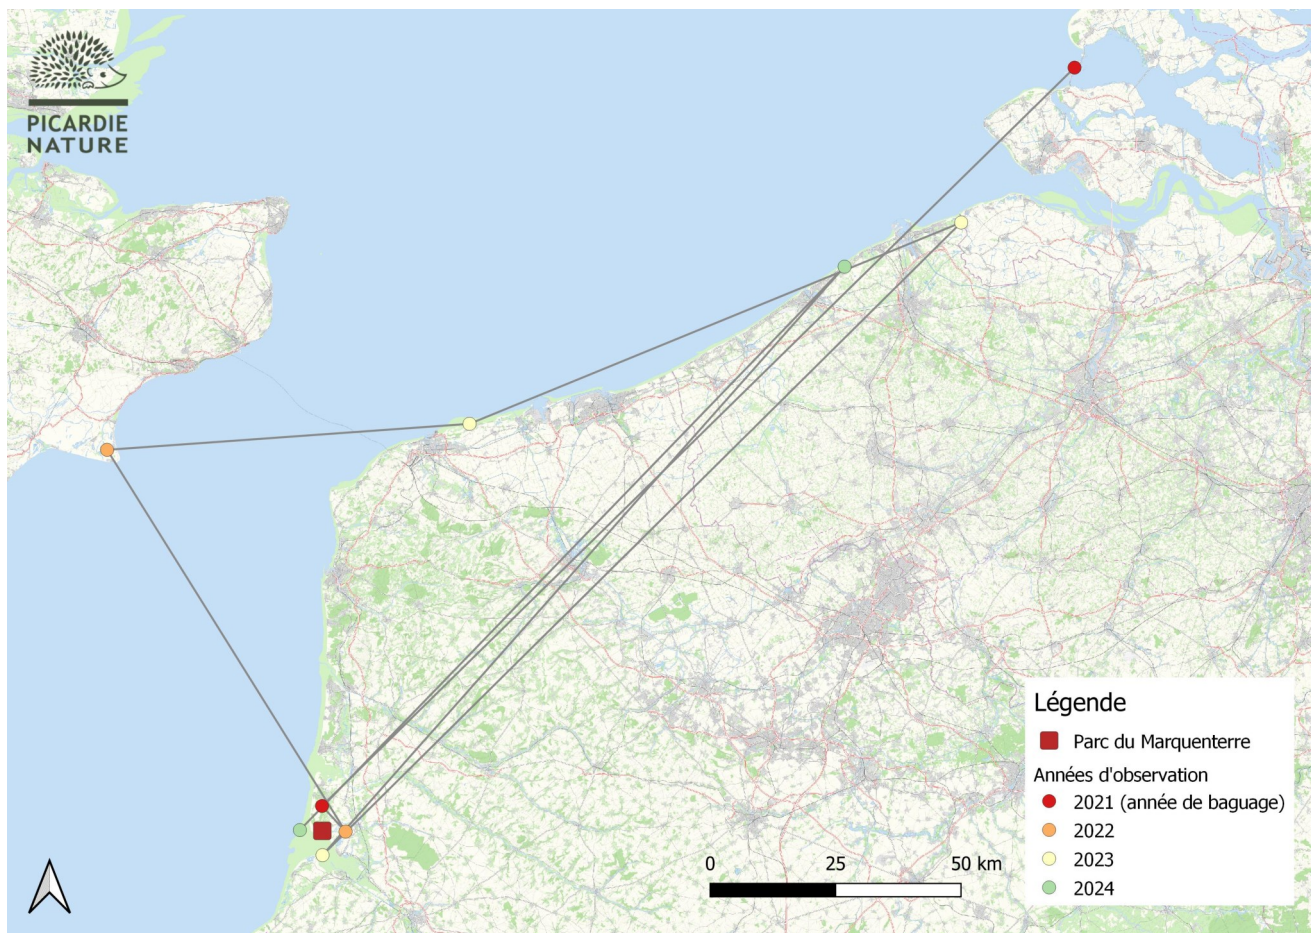 PICARDIE
NATURE
Légende
Parc du Marquenterre
Années d'observation
2021 (année de baguage)
2022
2023
2024
0 25 50 km